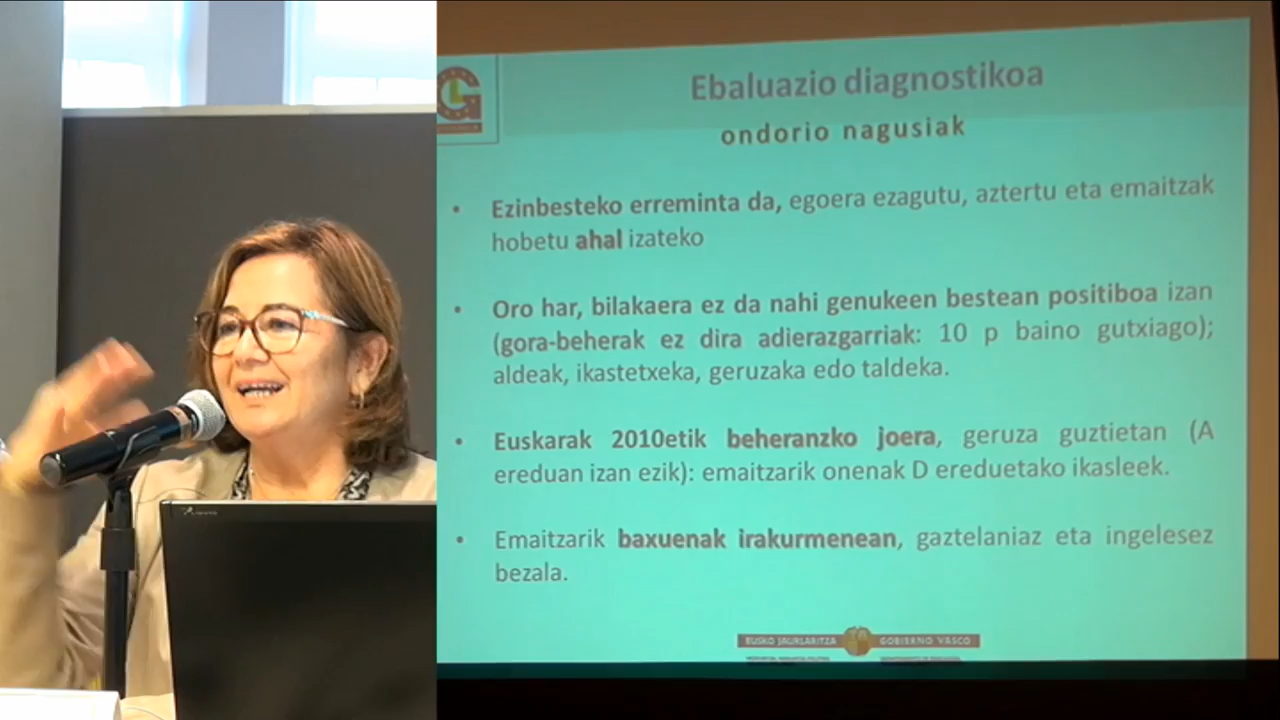 Ebaluazio diagnostikoa
ondorio nagusiak
• Ezinbesteko erreminta da, egoera ezagutu, aztertu eta emaitzak
hobetu ahal izateko
• Oro har, bilakaera ez da nahi genukeen bestean positiboa izan
(gora-beherak ez dira adierazgarriak: 10 p baino gutxiago);
aldeak, ikastetxeka, geruzaka edo taldeka.
• Euskarak 2010etik beheranzko joera, geruza guztietan (A
ereduan izan ezik): emaitzarik onenak D ereduetako ikasleek.
• Emaitzarik baxuenak irakurmenean, gaztelaniaz eta ingelesez
bezala.
EUSKO JAURLARITZA GOBIERNO VASCO